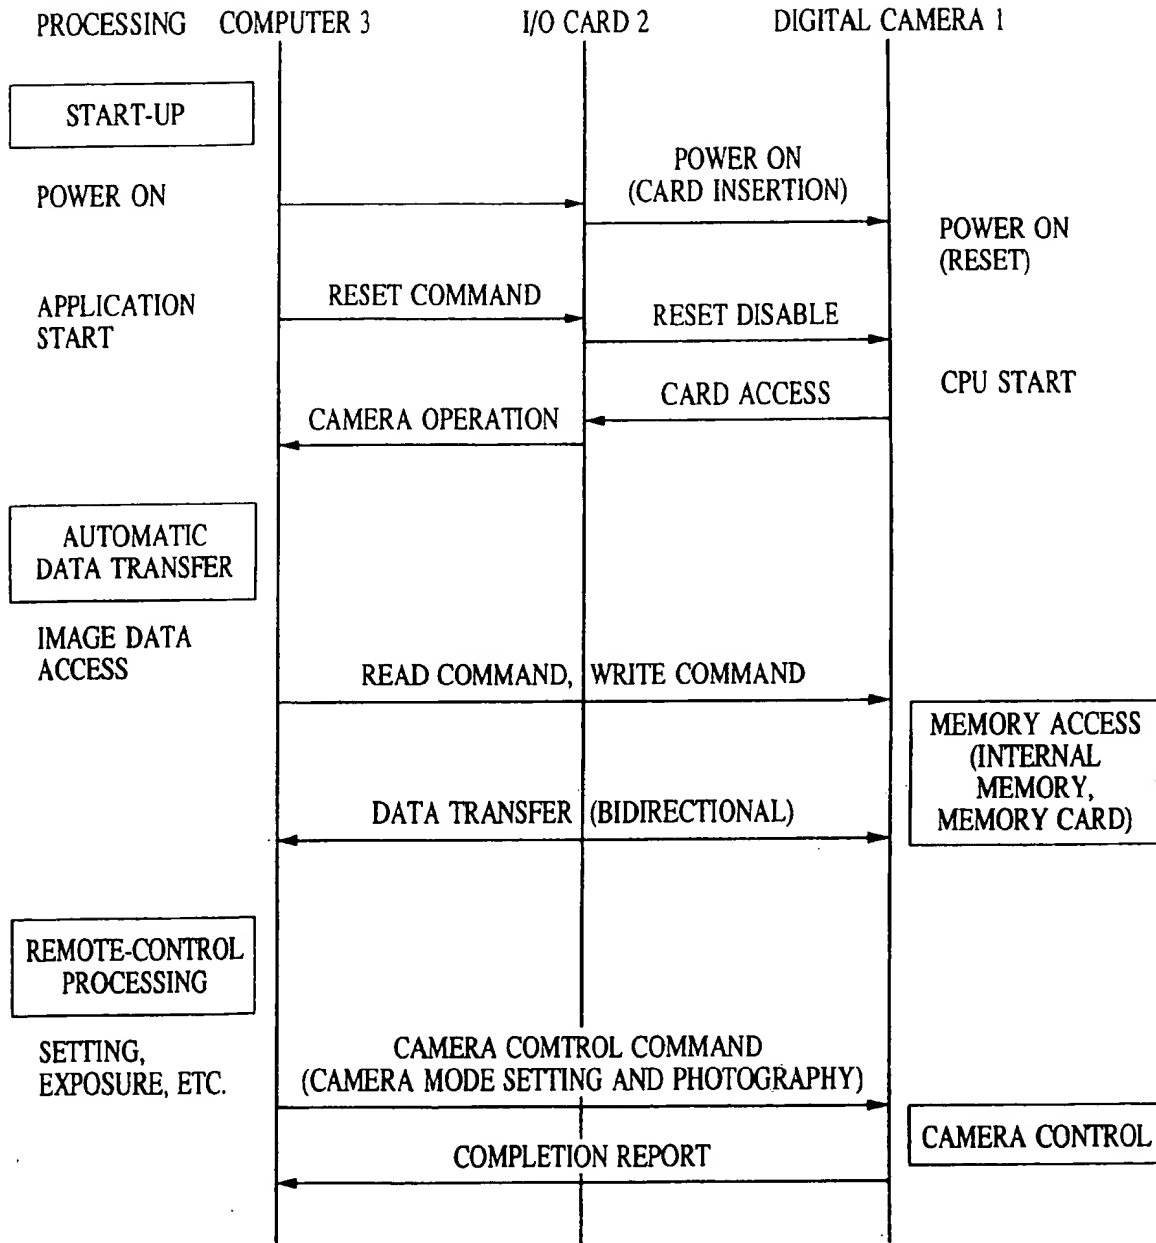 PROCESSING COMPUTER 3 I/O CARD 2 DIGITAL CAMERA 1
START-UP
POWER ON
(CARD INSERTION)
POWER ON
POWER ON
(RESET)
APPLICATION
START
RESET COMMAND
RESET DISABLE
CPU START
CARD ACCESS
CAMERA OPERATION
AUTOMATIC
DATA TRANSFER
IMAGE DATA
ACCESS
READ COMMAND, WRITE COMMAND
MEMORY ACCESS
(INTERNAL
MEMORY,
MEMORY CARD)
DATA TRANSFER (BIDIRECTIONAL)
REMOTE-CONTROL
PROCESSING
SETTING,
EXPOSURE, ETC.
CAMERA COMTROL COMMAND
(CAMERA MODE SETTING AND PHOTOGRAPHY)
CAMERA CONTROL
COMPLETION REPORT